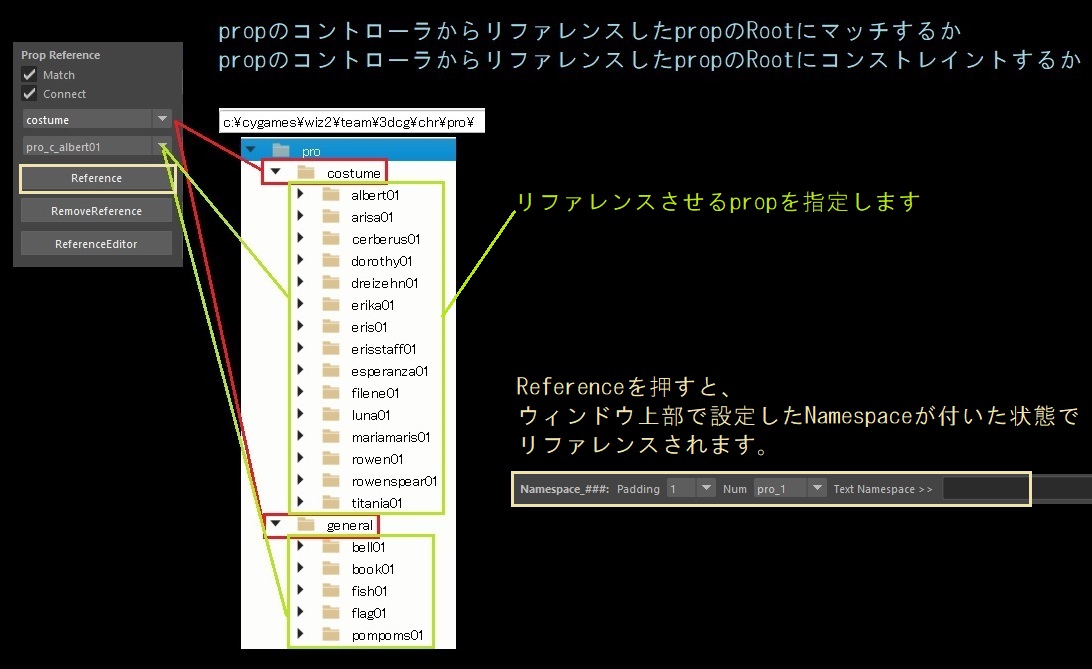 propのコントローラからリファレンスしたpropのRootにマッチするか
propのコントローラからリファレンスしたpropのRootにコンストレイントするか
Prop Reference
Match
Connect
costume
pro_c_albert01
Reference
RemoveReference
ReferenceEditor
c:¥cygames¥wiz2¥team¥3dcg¥chr¥pro¥
pro
costume
albert01
arisa01
cerberus01
dorothy01
dreizehn01
erika01
eris01
erisstaff01
esperanza01
filene01
luna01
mariamaris01
rowen01
rowenspear01
titania01
general
bell01
book01
fish01
flag01
pompoms01
リファレンスさせるpropを指定します
Referenceを押すと、
ウィンドウ上部で設定したNamespaceが付いた状態で
リファレンスされます。
Namespace_###: Padding 1 Num pro_1 Text Namespace >>